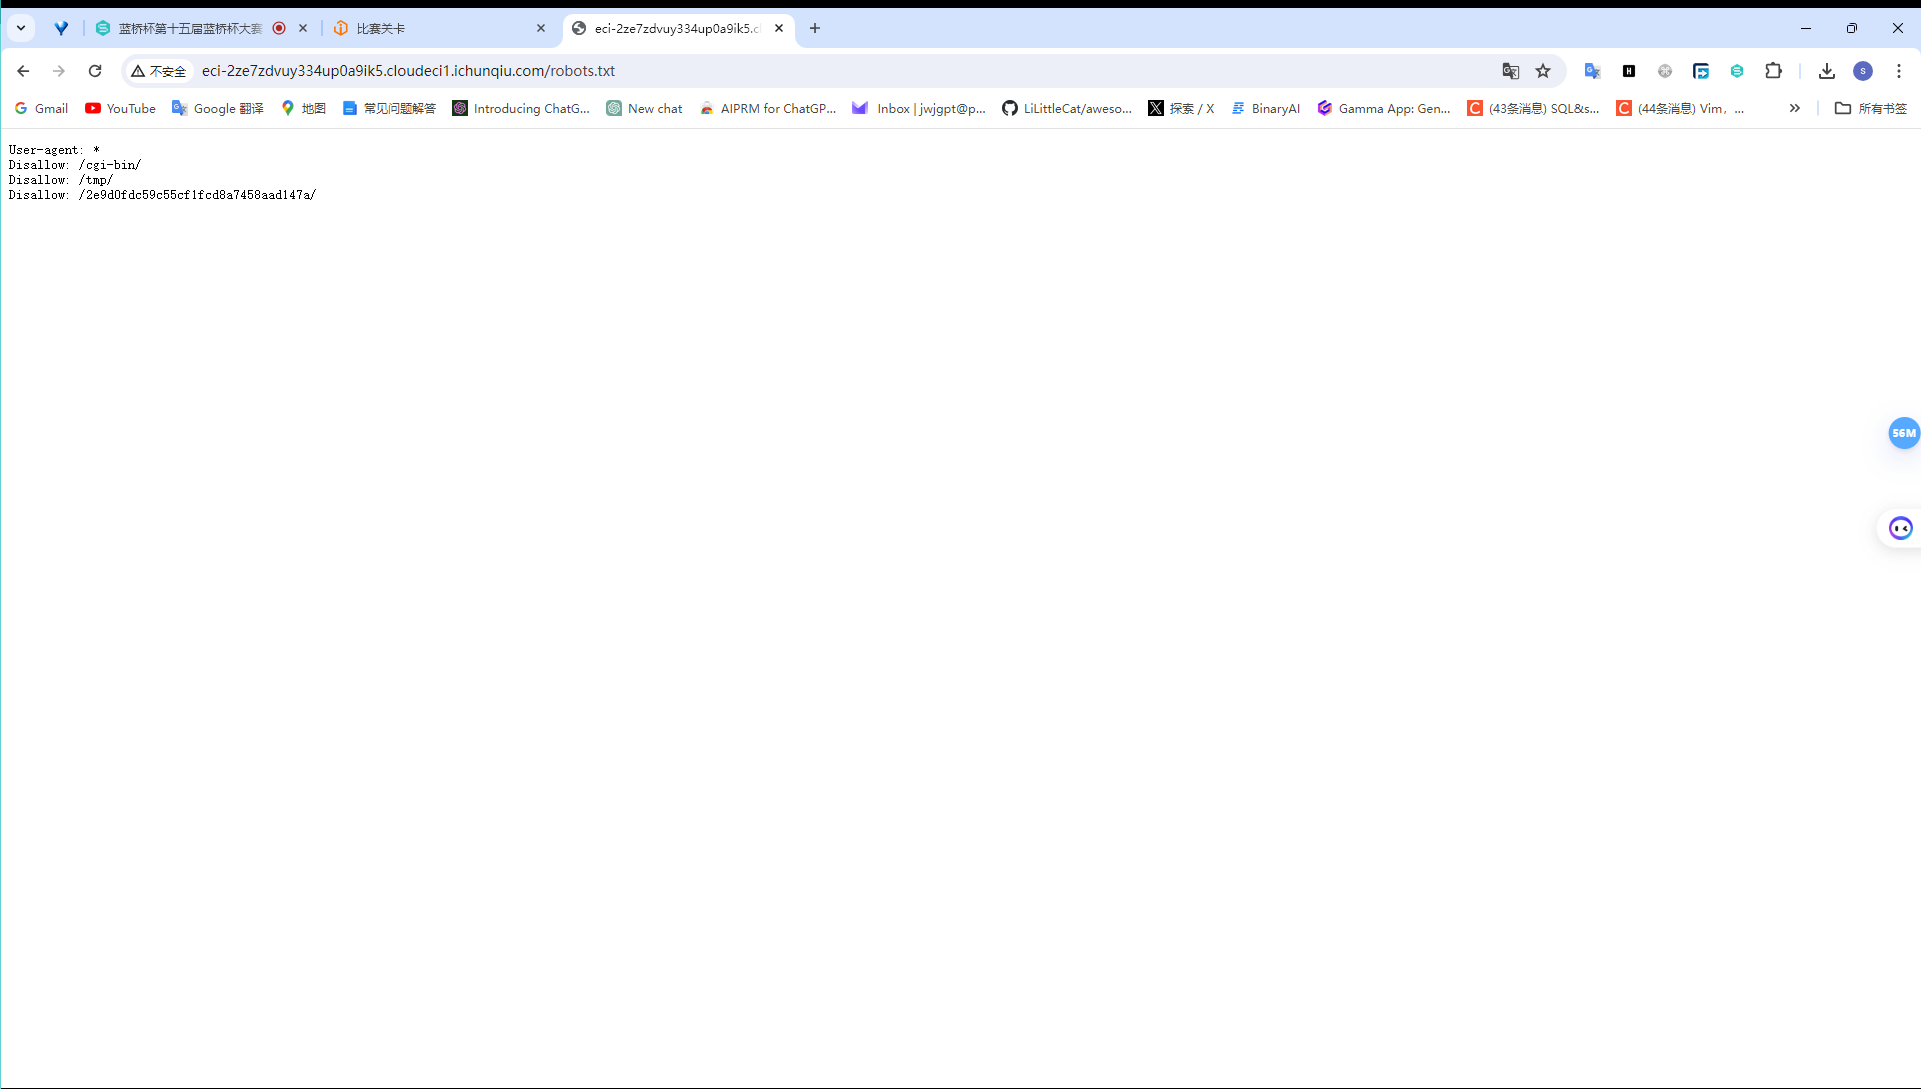 蓝桥杯第十五届蓝桥杯大赛
比赛关卡
eci-2ze7zdvuy334up0a9ik5.c
不安全
eci-2ze7zdvuy334up0a9ik5.cloudeci1.ichunqiu.com/robots.txt
S
Gmail
YouTube
Google 翻译
地图
常见问题解答
Introducing ChatG...
New chat
AIPRM for ChatGP...
Inbox | jwjgpt@p...
LiLittleCat/aweso...
探索 / X
BinaryAI
Gamma App: Gen...
(43条消息) SQL&s...
(44条消息) Vim，...
所有书签
User-agent: *
Disallow: /cgi-bin/
Disallow: /tmp/
Disallow: /2e9d0fdc59c55cf1fcd8a7458aad147a/
56M